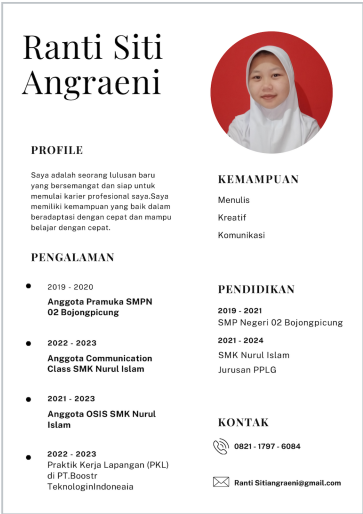 Ranti Siti
Angraeni
PROFILE
Saya adalah seorang lulusan baru
yang bersemangat dan siap untuk
memulai karier profesional saya.Saya
memiliki kemampuan yang baik dalam
beradaptasi dengan cepat dan mampu
belajar dengan cepat.
PENGALAMAN
2019 - 2020
Anggota Pramuka SMPN
02 Bojongpicung
2022 - 2023
Anggota Communication
Class SMK Nurul Islam
2021 - 2023
Anggota OSIS SMK Nurul
Islam
2022 - 2023
Praktik Kerja Lapangan (PKL)
di PT.Boostr
TeknologinIndoneaia
KEMAMPUAN
Menulis
Kreatif
Komunikasi
PENDIDIKAN
2019 - 2021
SMP Negeri 02 Bojongpicung
2021 - 2024
SMK Nurul Islam
Jurusan PPLG
KONTAK
0821 - 1797 - 6084
Ranti Sitiangraeni@gmail.com